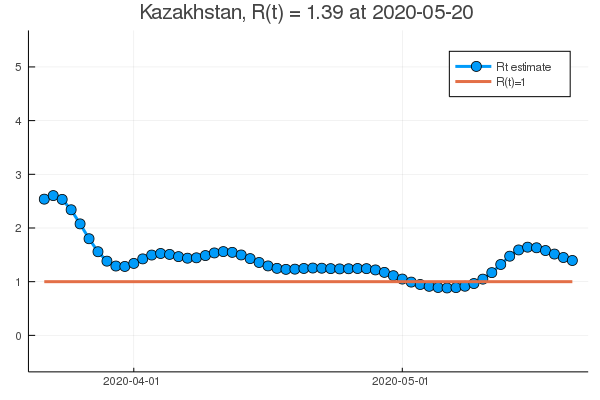 Kazakhstan, R(t) = 1.39 at 2020-05-20
5
4
3
2
1
0
Rt estimate
R(t)=1
2020-04-01
2020-05-01